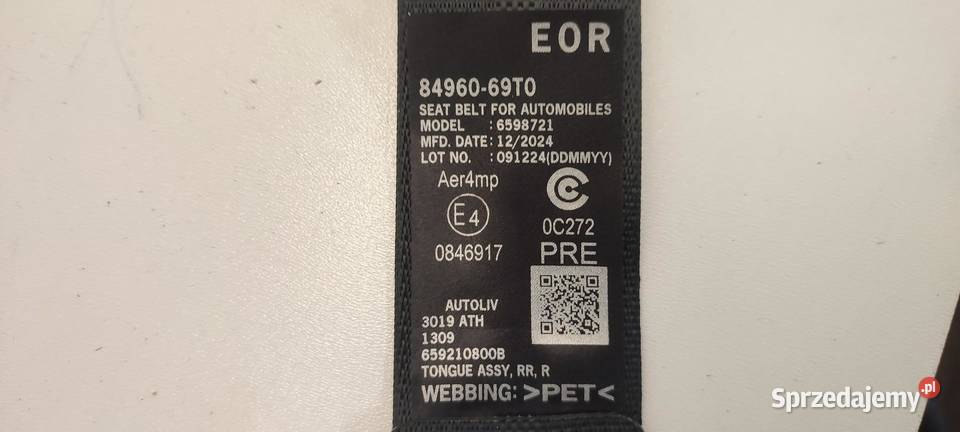 EOR
84960-69T0
SEAT BELT FOR AUTOMOBILES
MODEL : 6598721
MFD. DATE: 12/2024
LOT NO. : 091224(DDMMYY)
Aer4mp
E4
0C272
0846917
PRE
AUTOLIV
3019 ATH
1309
659210800B
TONGUE ASSY, RR, R
WEBBING: >PET<
Sprzedajemy.pl